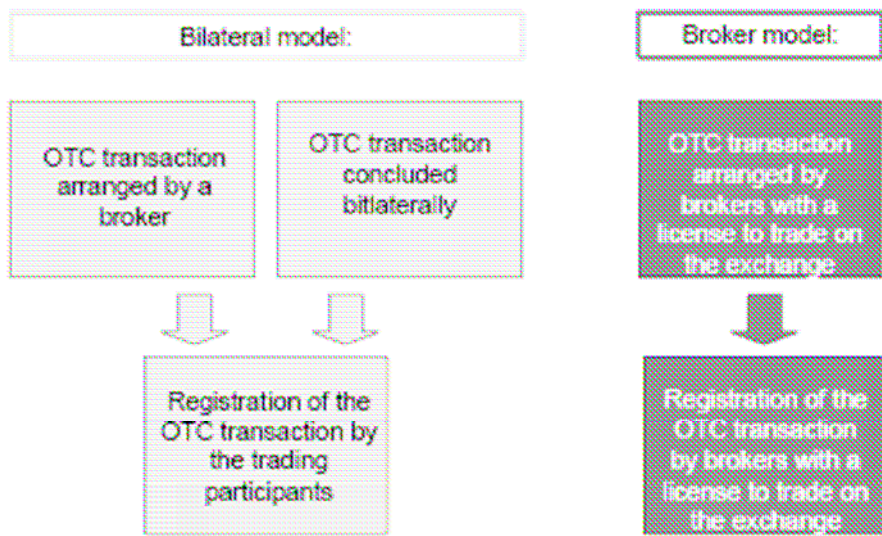 Bilateral model:
Broker model:
OTC transaction
arranged by a
broker
OTC transaction
concluded
bitlaterally
OTC transaction
arranged by
brokers with a
license to trade on
the exchange
Registration of the
OTC transaction by
the trading
participants
Registration of the
OTC transaction
by brokers with a
license to trade on
the exchange